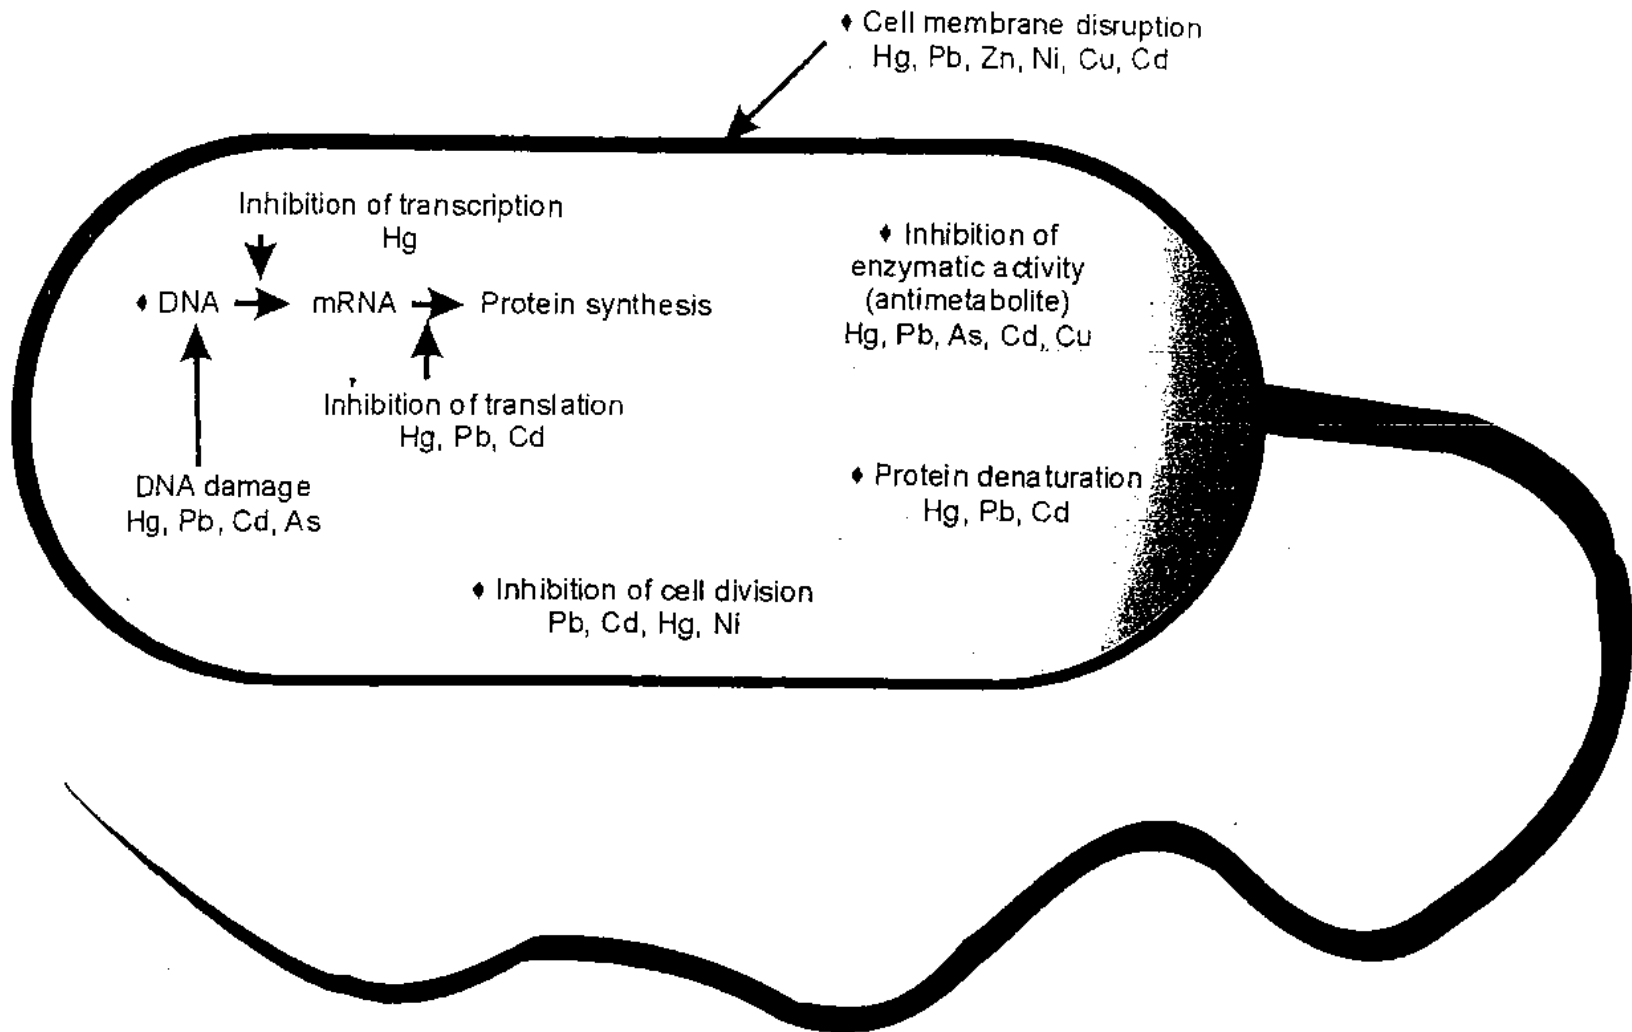 ♦ Cell membrane disruption
Hg, Pb, Zn, Ni, Cu, Cd
Inhibition of transcription
Hg
♦ DNA mRNA Protein synthesis
Inhibition of translation
Hg, Pb, Cd
DNA damage
Hg, Pb, Cd, As
♦ Inhibition of
enzymatic activity
(antimetabolite)
Hg, Pb, As, Cd, Cu
♦ Protein denaturation
Hg, Pb, Cd
♦ Inhibition of cell division
Pb, Cd, Hg, Ni